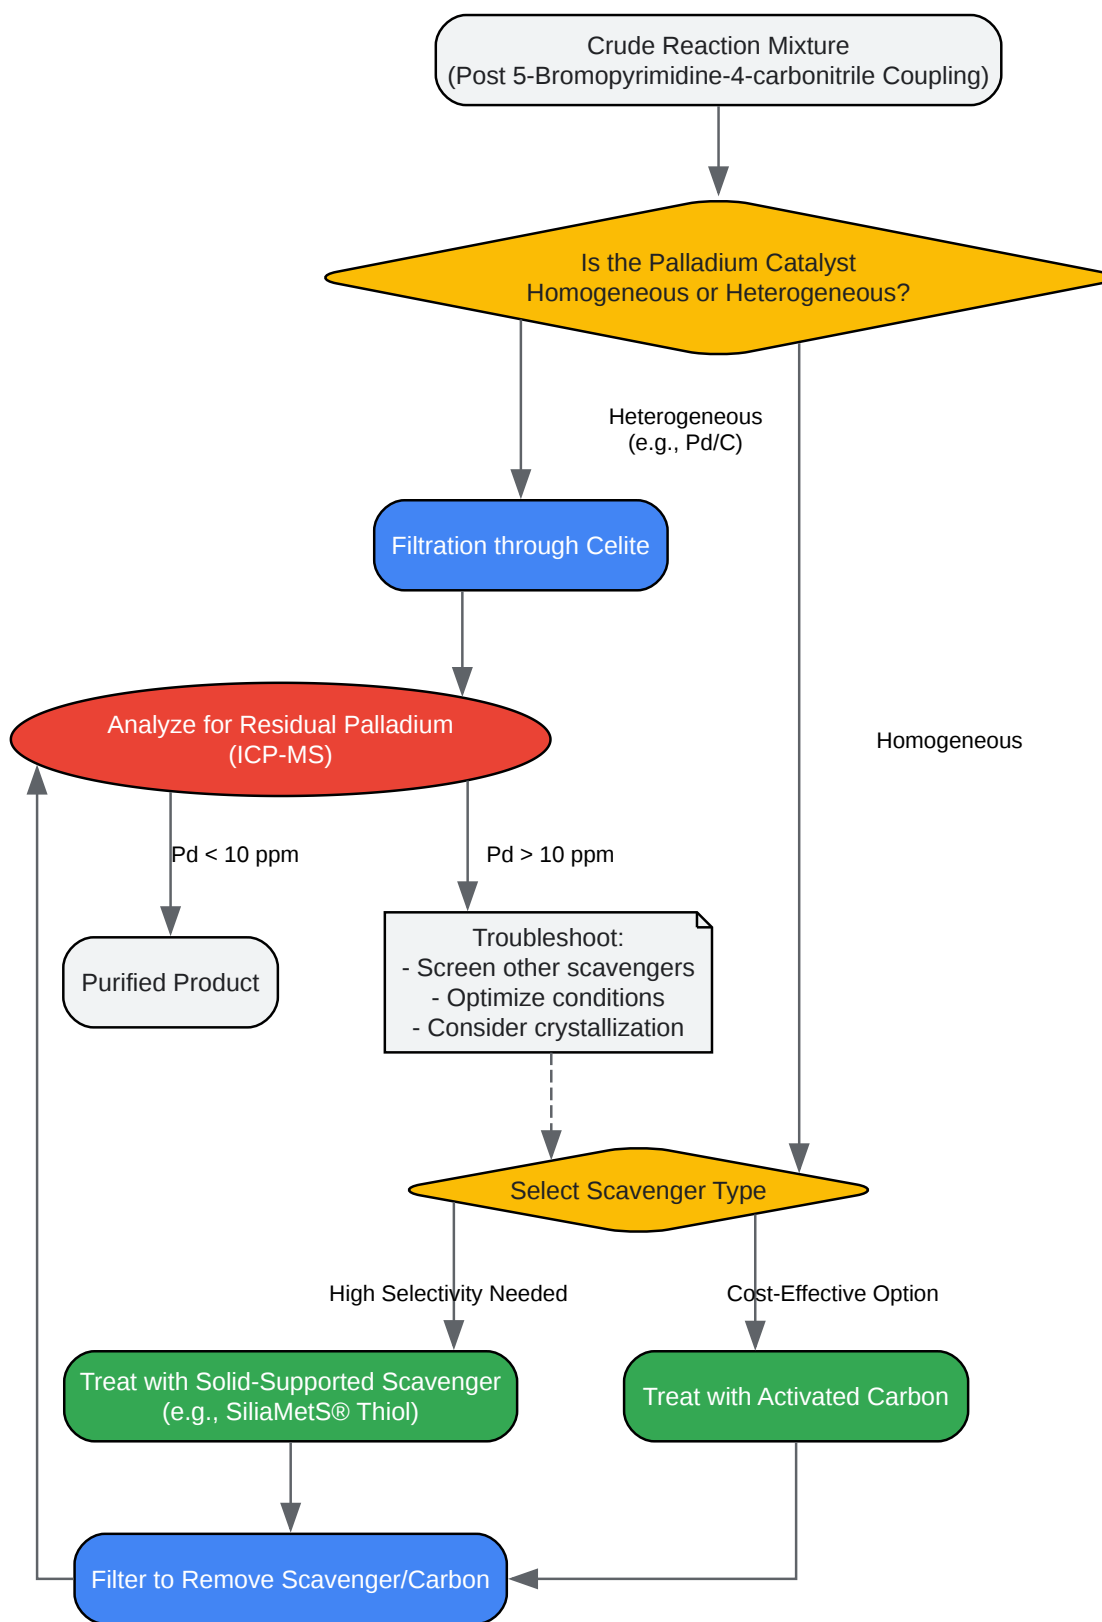 Crude Reaction Mixture
(Post 5-Bromopyrimidine-4-carbonitrile Coupling)
Is the Palladium Catalyst
Homogeneous or Heterogeneous?
Heterogeneous
(e.g., Pd/C)
Filtration through Celite
Analyze for Residual Palladium
(ICP-MS)
Homogeneous
Pd < 10 ppm
Pd > 10 ppm
Purified Product
Troubleshoot:
- Screen other scavengers
- Optimize conditions
- Consider crystallization
Select Scavenger Type
High Selectivity Needed
Cost-Effective Option
Treat with Solid-Supported Scavenger
(e.g., SiliaMetS® Thiol)
Treat with Activated Carbon
Filter to Remove Scavenger/Carbon